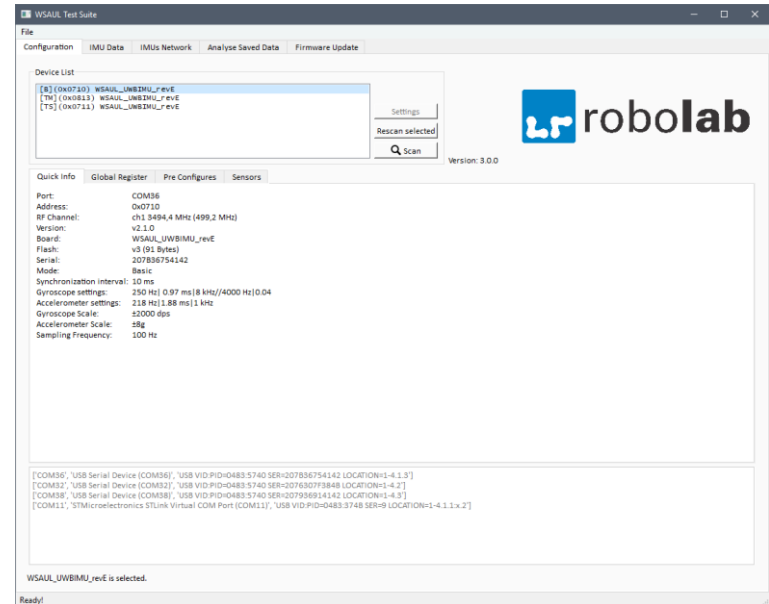 WSAUL Test Suite
File
Configuration IMU Data IMUs Network Analyse Saved Data Firmware Update
Device List
[B](0x0710) WSAUL_UWBIMU_revE
[TM](0x0813) WSAUL_UWBIMU_revE
[TS](0x0711) WSAUL_UWBIMU_revE
Settings
Rescan selected
Scan
robolab
Version: 3.0.0
Quick Info Global Register Pre Configures Sensors
Port: COM36
Address: 0x0710
RF Channel: ch1 3494,4 MHz (499,2 MHz)
Version: v2.1.0
Board: WSAUL_UWBIMU_revE
Flash: v3 (91 Bytes)
Serial: 207B36754142
Mode: Basic
Synchronization interval: 10 ms
Gyroscope settings: 250 Hz| 0.97 ms|8 kHz//4000 Hz|0.04
Accelerometer settings: 218 Hz|1.88 ms|1 kHz
Gyroscope Scale: ±2000 dps
Accelerometer Scale: ±8g
Sampling Frequency: 100 Hz
['COM36', 'USB Serial Device (COM36)', 'USB VID:PID=0483:5740 SER=207B36754142 LOCATION=1-4.1.3']
['COM32', 'USB Serial Device (COM32)', 'USB VID:PID=0483:5740 SER=2076307F384B LOCATION=1-4.2']
['COM38', 'USB Serial Device (COM38)', 'USB VID:PID=0483:5740 SER=207936914142 LOCATION=1-4.3']
['COM11', 'STMicroelectronics STLink Virtual COM Port (COM11)', 'USB VID:PID=0483:374B SER=9 LOCATION=1-4.1.1:x.2']
WSAUL_UWBIMU_revE is selected.
Ready!